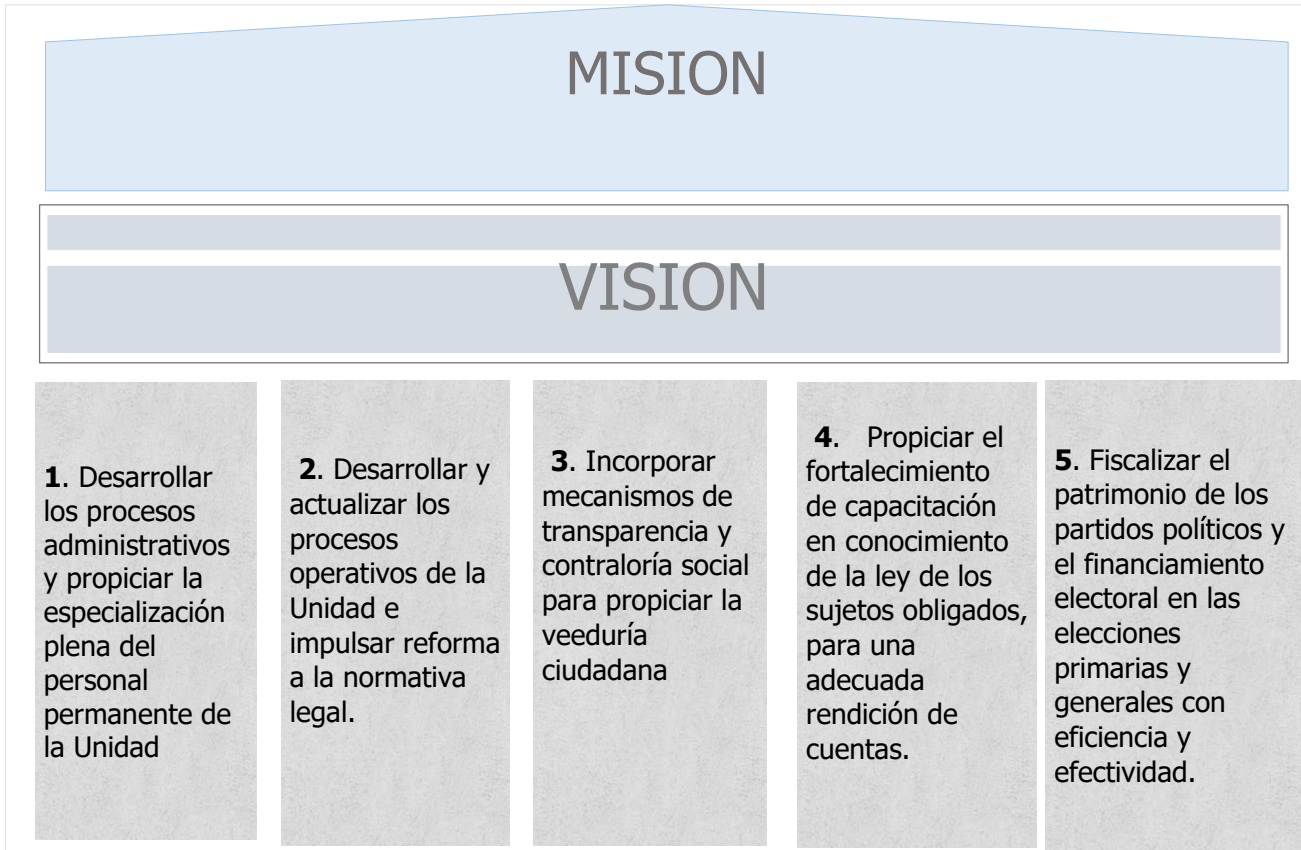 MISION
VISION
1. Desarrollar
los procesos
administrativos
y propiciar la
especialización
plena del
personal
permanente de
la Unidad
2. Desarrollar y
actualizar los
procesos
operativos de la
Unidad e
impulsar reforma
a la normativa
legal.
3. Incorporar
mecanismos de
transparencia y
contraloría social
para propiciar la
veeduría
ciudadana
4. Propiciar el
fortalecimiento
de capacitación
en conocimiento
de la ley de los
sujetos obligados,
para una
adecuada
rendición de
cuentas.
5. Fiscalizar el
patrimonio de los
partidos políticos y
el financiamiento
electoral en las
elecciones
primarias y
generales con
eficiencia y
efectividad.